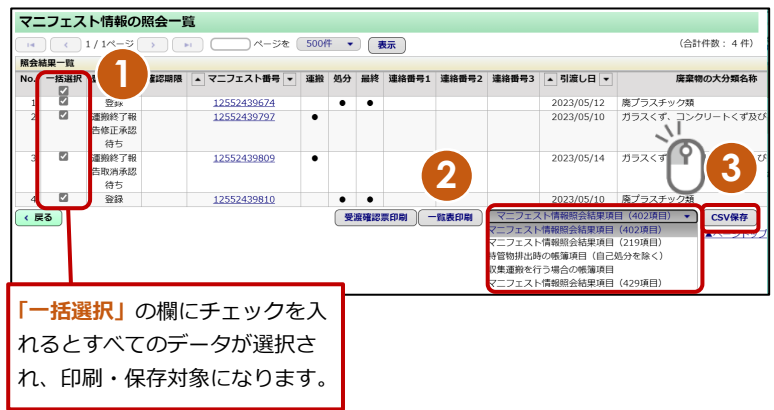 マニフェスト情報の照会一覧
1 / 1ページ ページを 500件 表示 (合計件数： 4 件)
照会結果一覧
No. 一括選択 確認期限 マニフェスト番号 運搬 処分 最終 連絡番号1 連絡番号2 連絡番号3 引渡し日 廃棄物の大分類名称
1 登録 12552439674 ● ● 2023/05/12 廃プラスチック類
2 運搬終了報告修正承認待ち 12552439797 ● 2023/05/10 ガラスくず、コンクリートくず及び
3 運搬終了報告取消承認待ち 12552439809 ● 2023/05/14 ガラスくず
4 登録 12552439810 ● ● 2023/05/10 廃プラスチック類
戻る 受渡確認票印刷 一覧表印刷 マニフェスト情報照会結果項目（402項目） CSV保存
マニフェスト情報照会結果項目（402項目）
マニフェスト情報照会結果項目（219項目）
特管物排出時の帳簿項目（自己処分を除く）
収集運搬を行う場合の帳簿項目
マニフェスト情報照会結果項目（429項目）
▲ページトップ
1
2
3
「一括選択」の欄にチェックを入
れるとすべてのデータが選択さ
れ、印刷・保存対象になります。